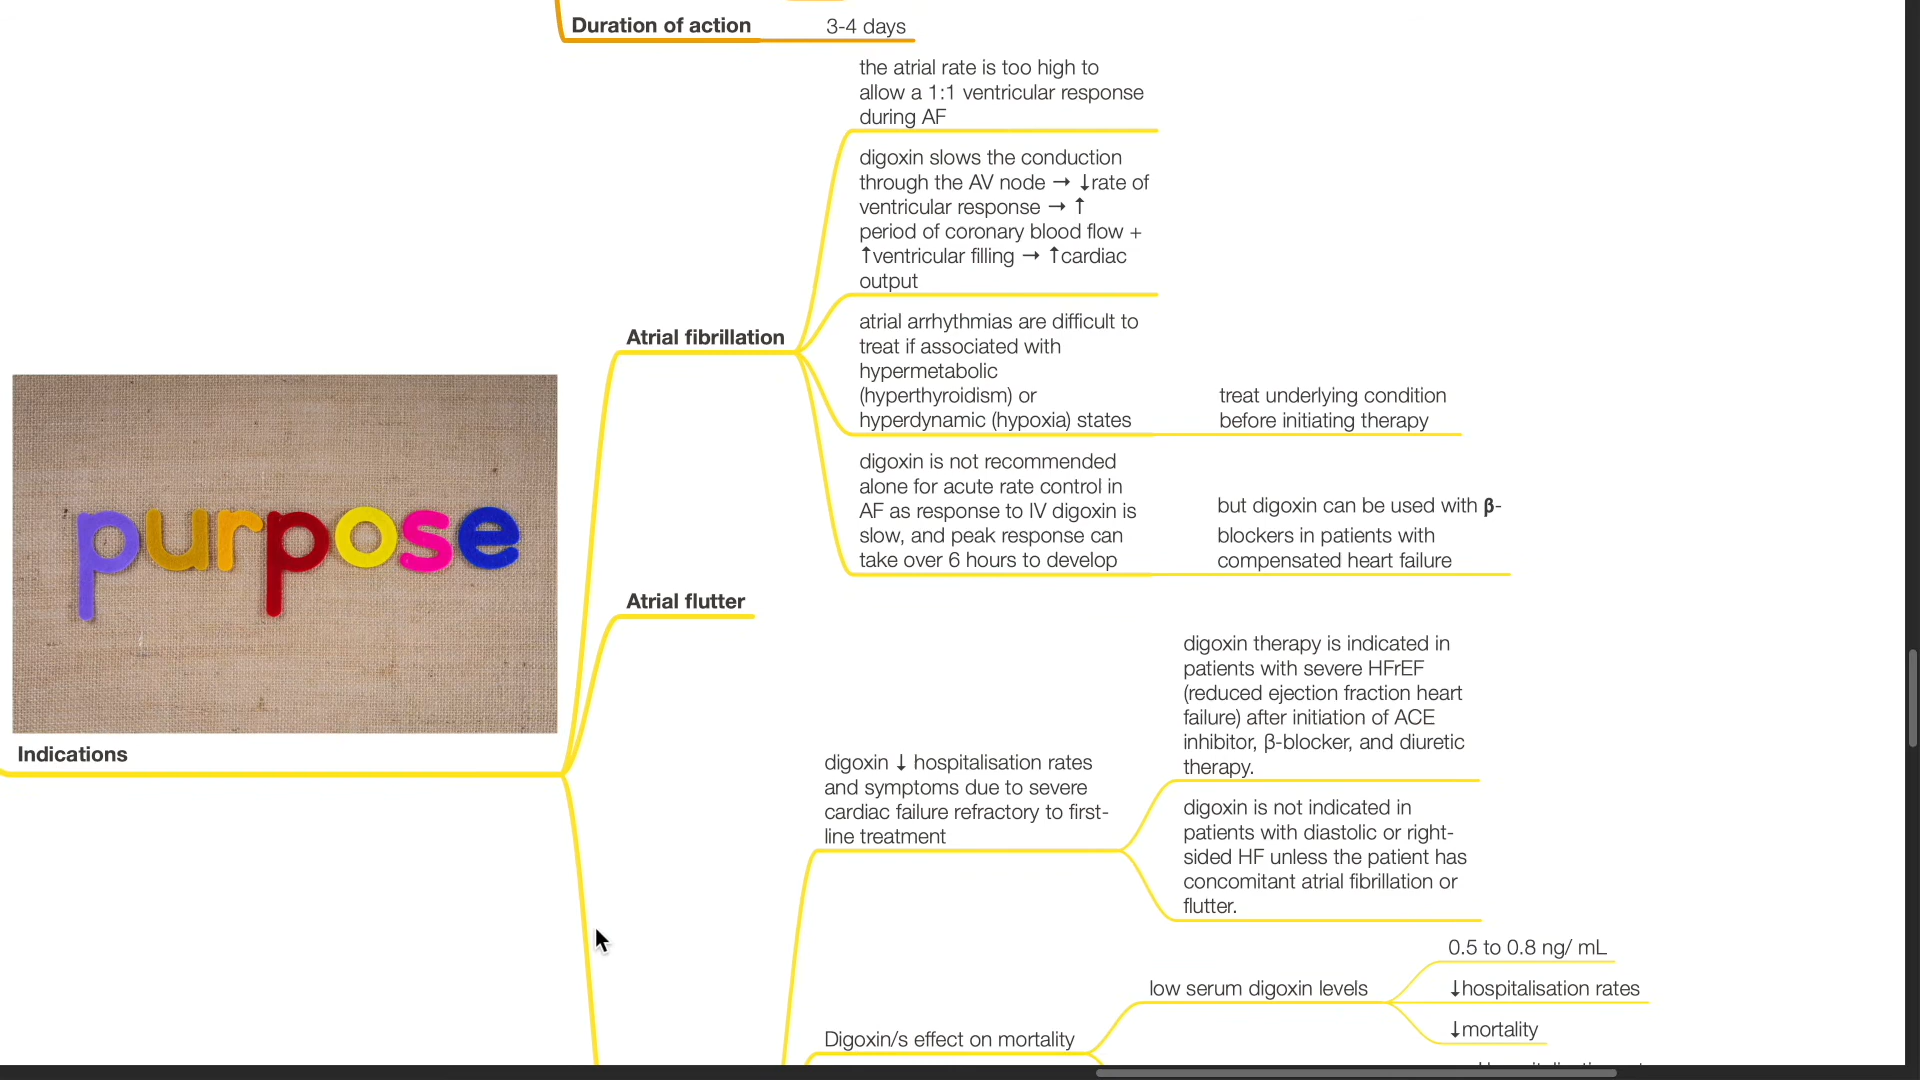 Duration of action
3-4 days
the atrial rate is too high to
allow a 1:1 ventricular response
during AF
digoxin slows the conduction
through the AV node → ↓rate of
ventricular response → ↑
period of coronary blood flow +
↑ventricular filling → ↑cardiac
output
Atrial fibrillation
atrial arrhythmias are difficult to
treat if associated with
hypermetabolic
(hyperthyroidism) or
hyperdynamic (hypoxia) states
treat underlying condition
before initiating therapy
digoxin is not recommended
alone for acute rate control in
AF as response to IV digoxin is
slow, and peak response can
take over 6 hours to develop
but digoxin can be used with β-
blockers in patients with
compensated heart failure
purpose
Indications
Atrial flutter
digoxin ↓ hospitalisation rates
and symptoms due to severe
cardiac failure refractory to first-
line treatment
digoxin therapy is indicated in
patients with severe HFrEF
(reduced ejection fraction heart
failure) after initiation of ACE
inhibitor, β-blocker, and diuretic
therapy.
digoxin is not indicated in
patients with diastolic or right-
sided HF unless the patient has
concomitant atrial fibrillation or
flutter.
Digoxin/s effect on mortality
low serum digoxin levels
0.5 to 0.8 ng/ mL
↓hospitalisation rates
↓mortality